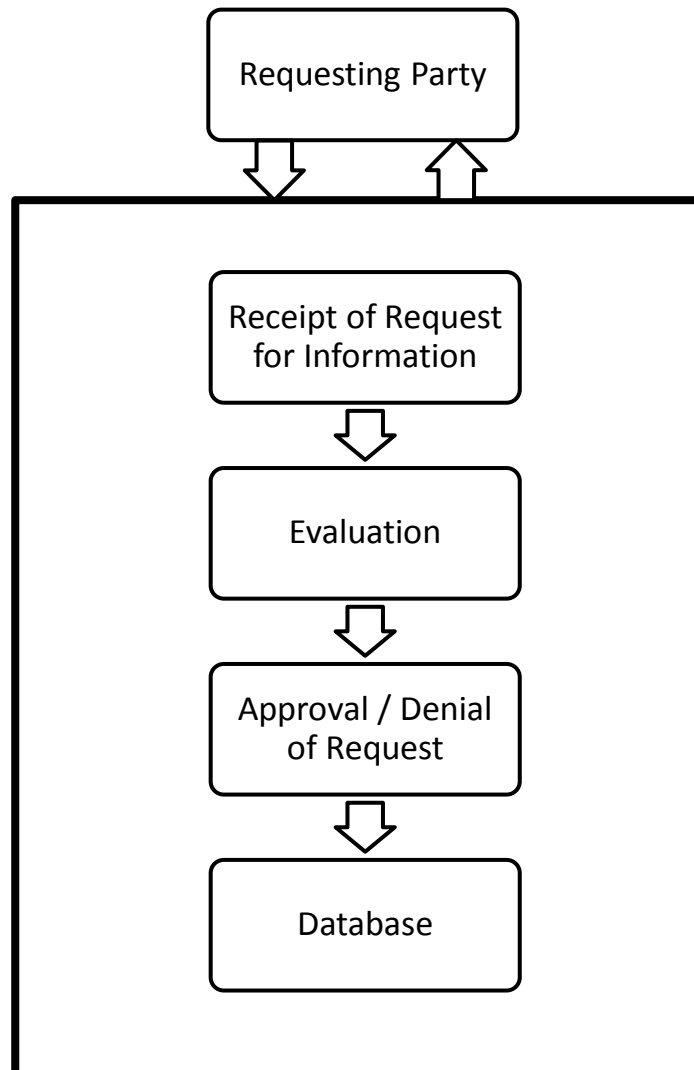 Requesting Party
Receipt of Request
for Information
Evaluation
Approval / Denial
of Request
Database